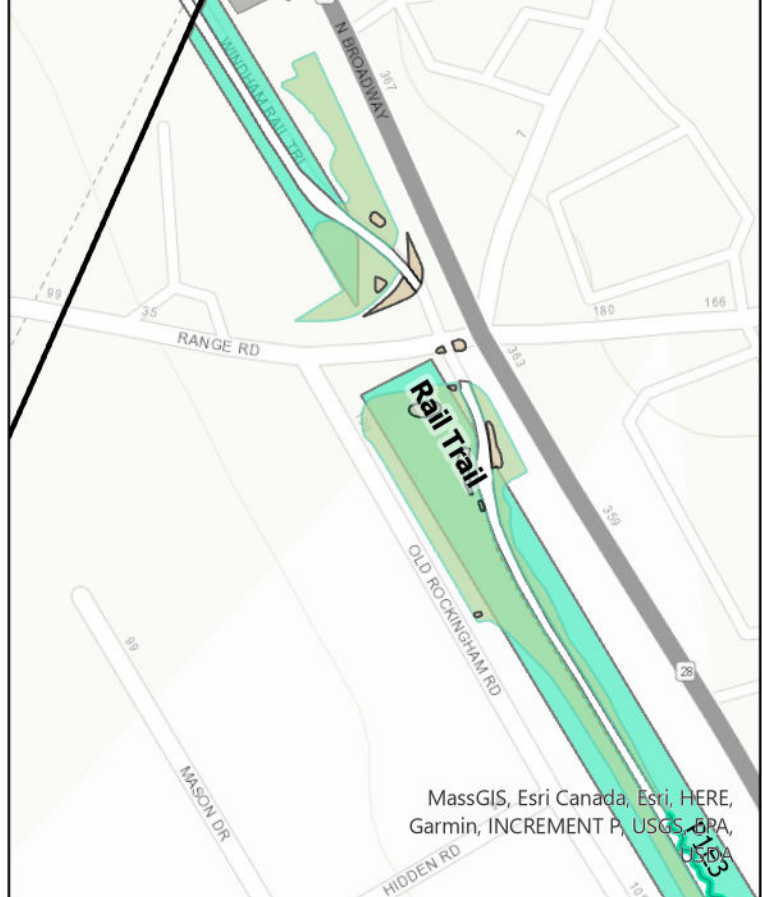 N BROADWAY
367
WINDHAM RAIL TRL
7
99
35
180
166
RANGE RD
363
Rail Trail
359
OLD ROCKINGHAM RD
99
28
MASON DR
MassGIS, Esri Canada, Esri, HERE,
Garmin, INCREMENT P, USGS, EPA,
USDA
HIDDEN RD